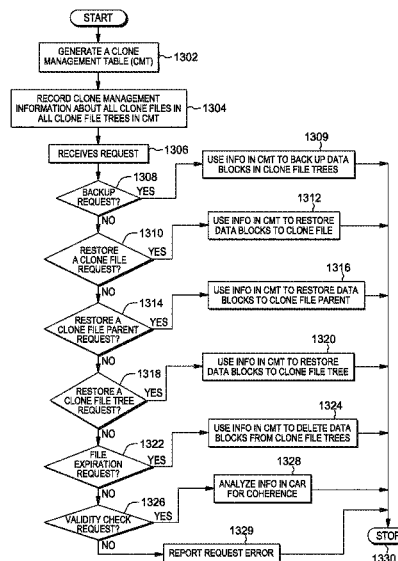 START
GENERATE A CLONE
MANAGEMENT TABLE (CMT)
1302
RECORD CLONE MANAGEMENT
INFORMATION ABOUT ALL CLONE FILES IN
ALL CLONE FILE TREES IN CMT
1304
1306
RECEIVES REQUEST
1308
BACKUP
REQUEST?
YES
NO
1309
USE INFO IN CMT TO BACK UP DATA
BLOCKS IN CLONE FILE TREES
1310
RESTORE
A CLONE FILE
REQUEST?
YES
NO
1312
USE INFO IN CMT TO RESTORE
DATA BLOCKS TO CLONE FILE
1314
RESTORE A
CLONE FILE PARENT
REQUEST?
YES
NO
1316
USE INFO IN CMT TO RESTORE DATA
BLOCKS TO CLONE FILE PARENT
1318
RESTORE A
CLONE FILE TREE
REQUEST?
YES
NO
1320
USE INFO IN CMT TO RESTORE
DATA BLOCKS TO CLONE FILE TREE
1322
FILE
EXPIRATION
REQUEST?
YES
NO
1324
USE INFO IN CMT TO DELETE DATA
BLOCKS FROM CLONE FILE TREES
1326
VALIDITY CHECK
REQUEST?
YES
NO
1328
ANALYZE INFO IN CAR
FOR COHERENCE
1329
REPORT REQUEST ERROR
STOP
1330